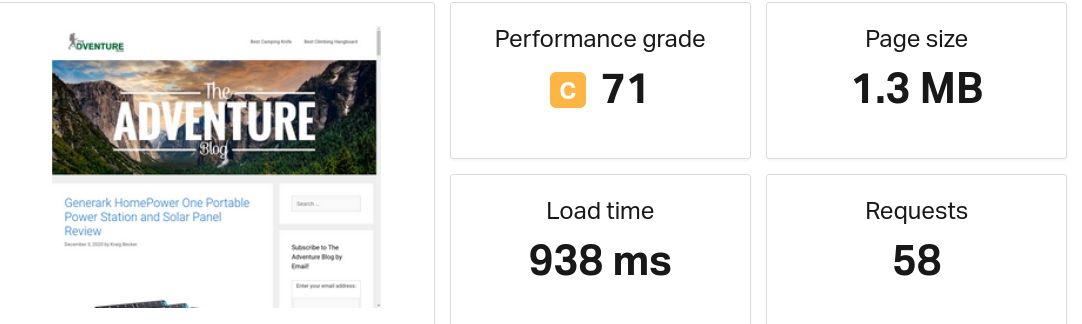 ADVENTURE
Best Camping Knife Best Climbing Hangboard
The
ADVENTURE
Blog
Generark HomePower One Portable
Power Station and Solar Panel
Review
December 3, 2020 by Kraig Becker
Search ...
Subscribe to The
Adventure Blog by
Email!
Enter your email address:
Performance grade
C 71
Page size
1.3 MB
Load time
938 ms
Requests
58